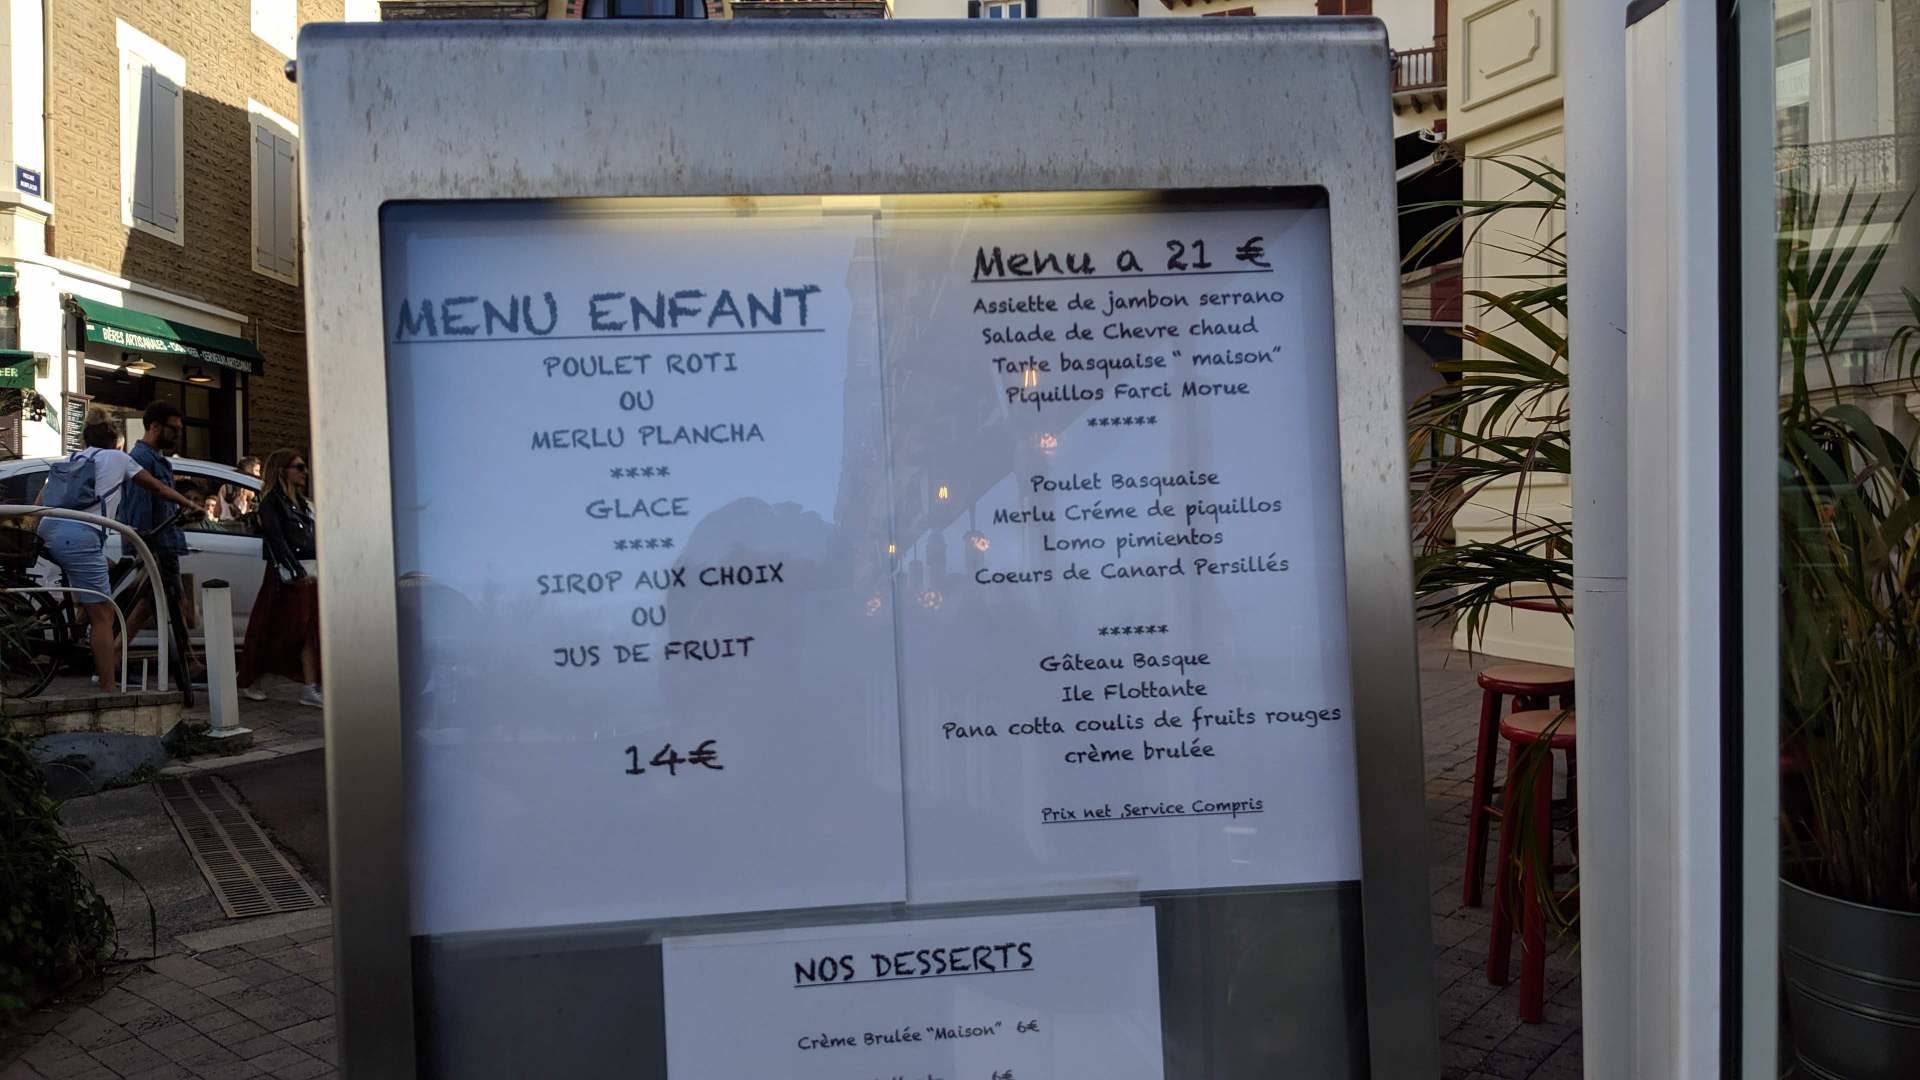 MENU ENFANT
POULET ROTI
OU
MERLU PLANCHA
****
GLACE
****
SIROP AUX CHOIX
OU
JUS DE FRUIT
14€
Menu a 21 €
Assiette de jambon serrano
Salade de Chevre chaud
Tarte basquaise " maison"
Piquillos Farci Morue
******
Poulet Basquaise
Merlu Créme de piquillos
Lomo pimientos
Coeurs de Canard Persillés
******
Gâteau Basque
Ile Flottante
Pana cotta coulis de fruits rouges
crème brulée
Prix net ,Service Compris
NOS DESSERTS
Crème Brulée "Maison" 6€
6€
BIÈRES ARTISANALES